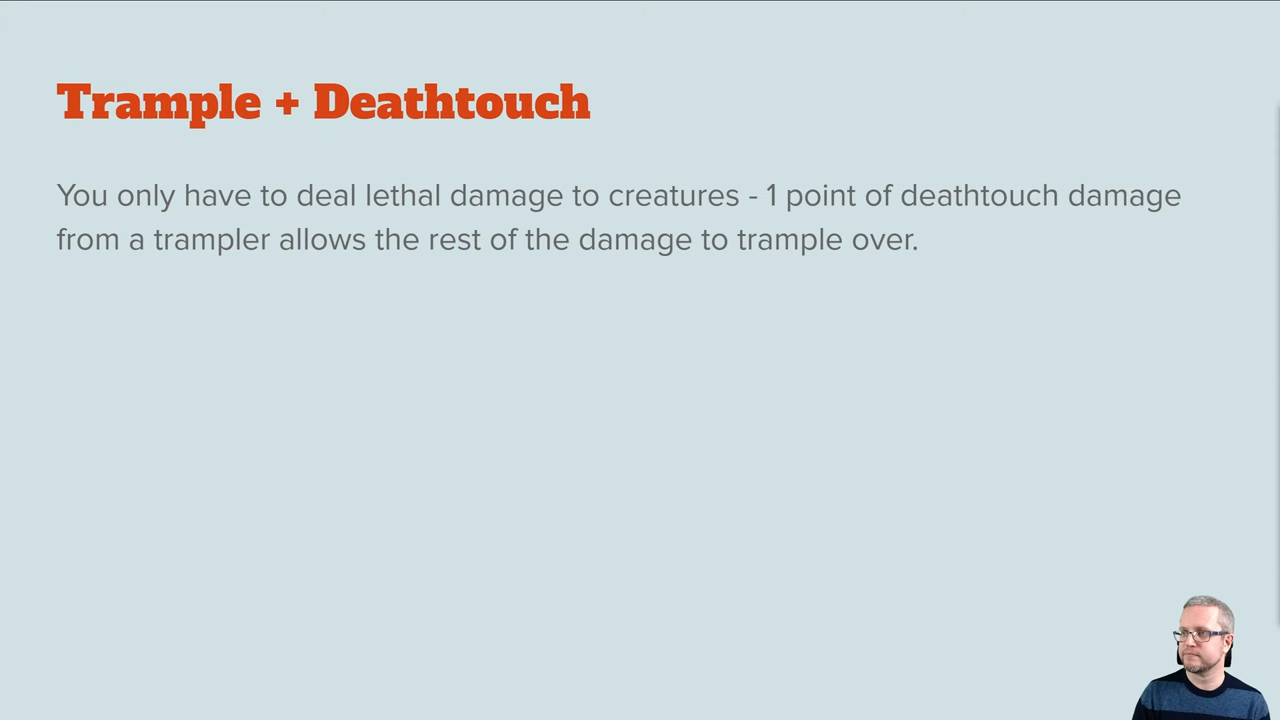 Trample + Deathtouch
You only have to deal lethal damage to creatures - 1 point of deathtouch damage
from a trampler allows the rest of the damage to trample over.